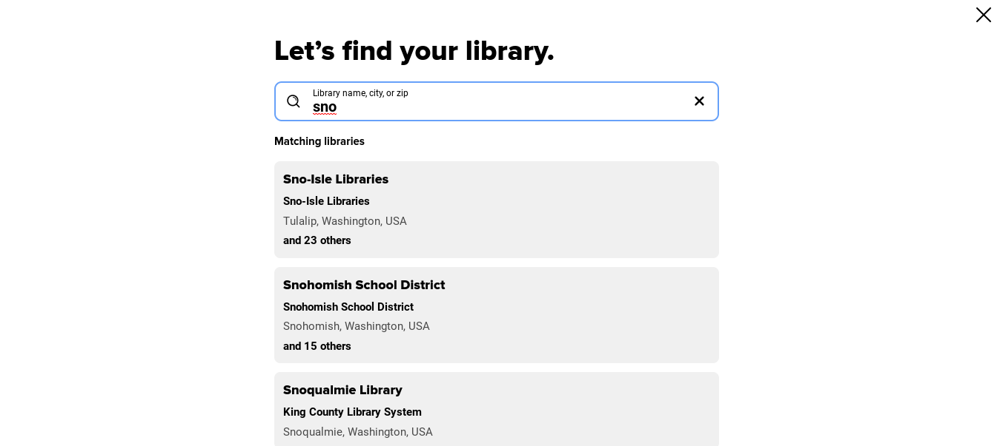 Let’s find your library.
Library name, city, or zip
sno
Matching libraries
Sno-Isle Libraries
Sno-Isle Libraries
Tulalip, Washington, USA
and 23 others
Snohomish School District
Snohomish School District
Snohomish, Washington, USA
and 15 others
Snoqualmie Library
King County Library System
Snoqualmie, Washington, USA